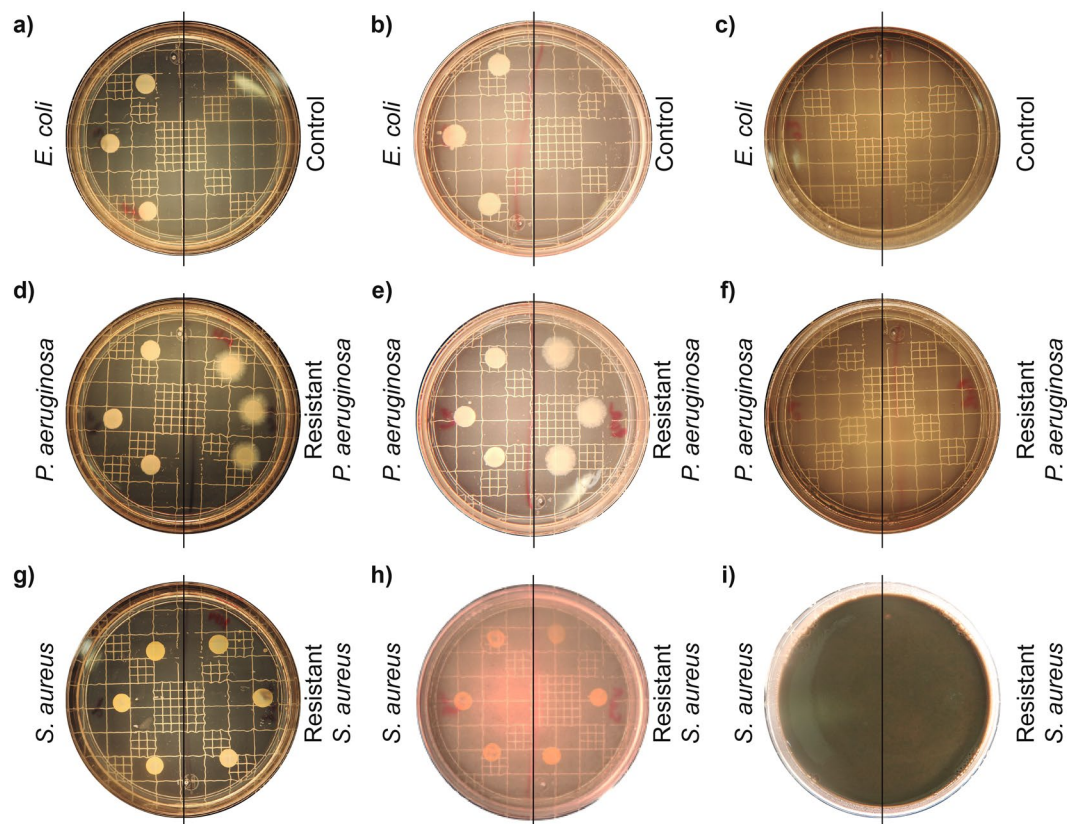 a)
E. coli
Control
b)
E. coli
Control
c)
E. coli
Control
d)
P. aeruginosa
Resistant
P. aeruginosa
e)
P. aeruginosa
Resistant
P. aeruginosa
f)
P. aeruginosa
Resistant
P. aeruginosa
g)
S. aureus
Resistant
S. aureus
h)
S. aureus
Resistant
S. aureus
i)
S. aureus
Resistant
S. aureus